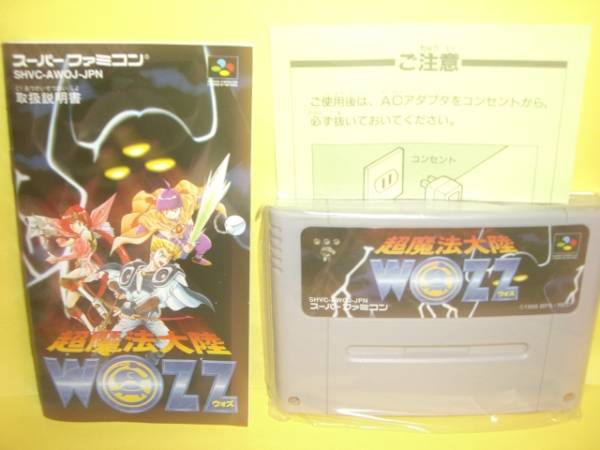 スーパーファミコン®
SHVC-AWOJ-JPN
取扱説明書
超魔法大陸
WOZZ
ウォズ
ご注意
ご使用後は、ACアダプタをコンセントから、
必ず抜いておいてください。
コンセント
超魔法大陸
WOZZ
ウォズ
SHVC-AWOJ-JPN
スーパーファミコン